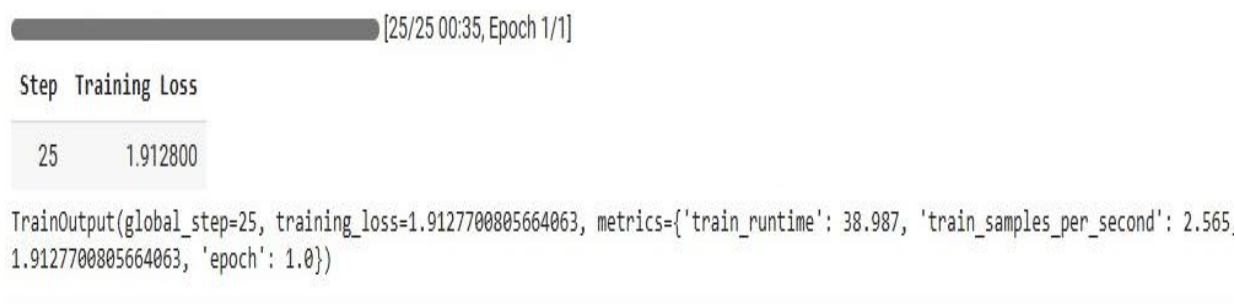 [25/25 00:35, Epoch 1/1]
Step Training Loss
25 1.912800
TrainOutput(global_step=25, training_loss=1.9127700805664063, metrics={'train_runtime': 38.987, 'train_samples_per_second': 2.565,
1.9127700805664063, 'epoch': 1.0})